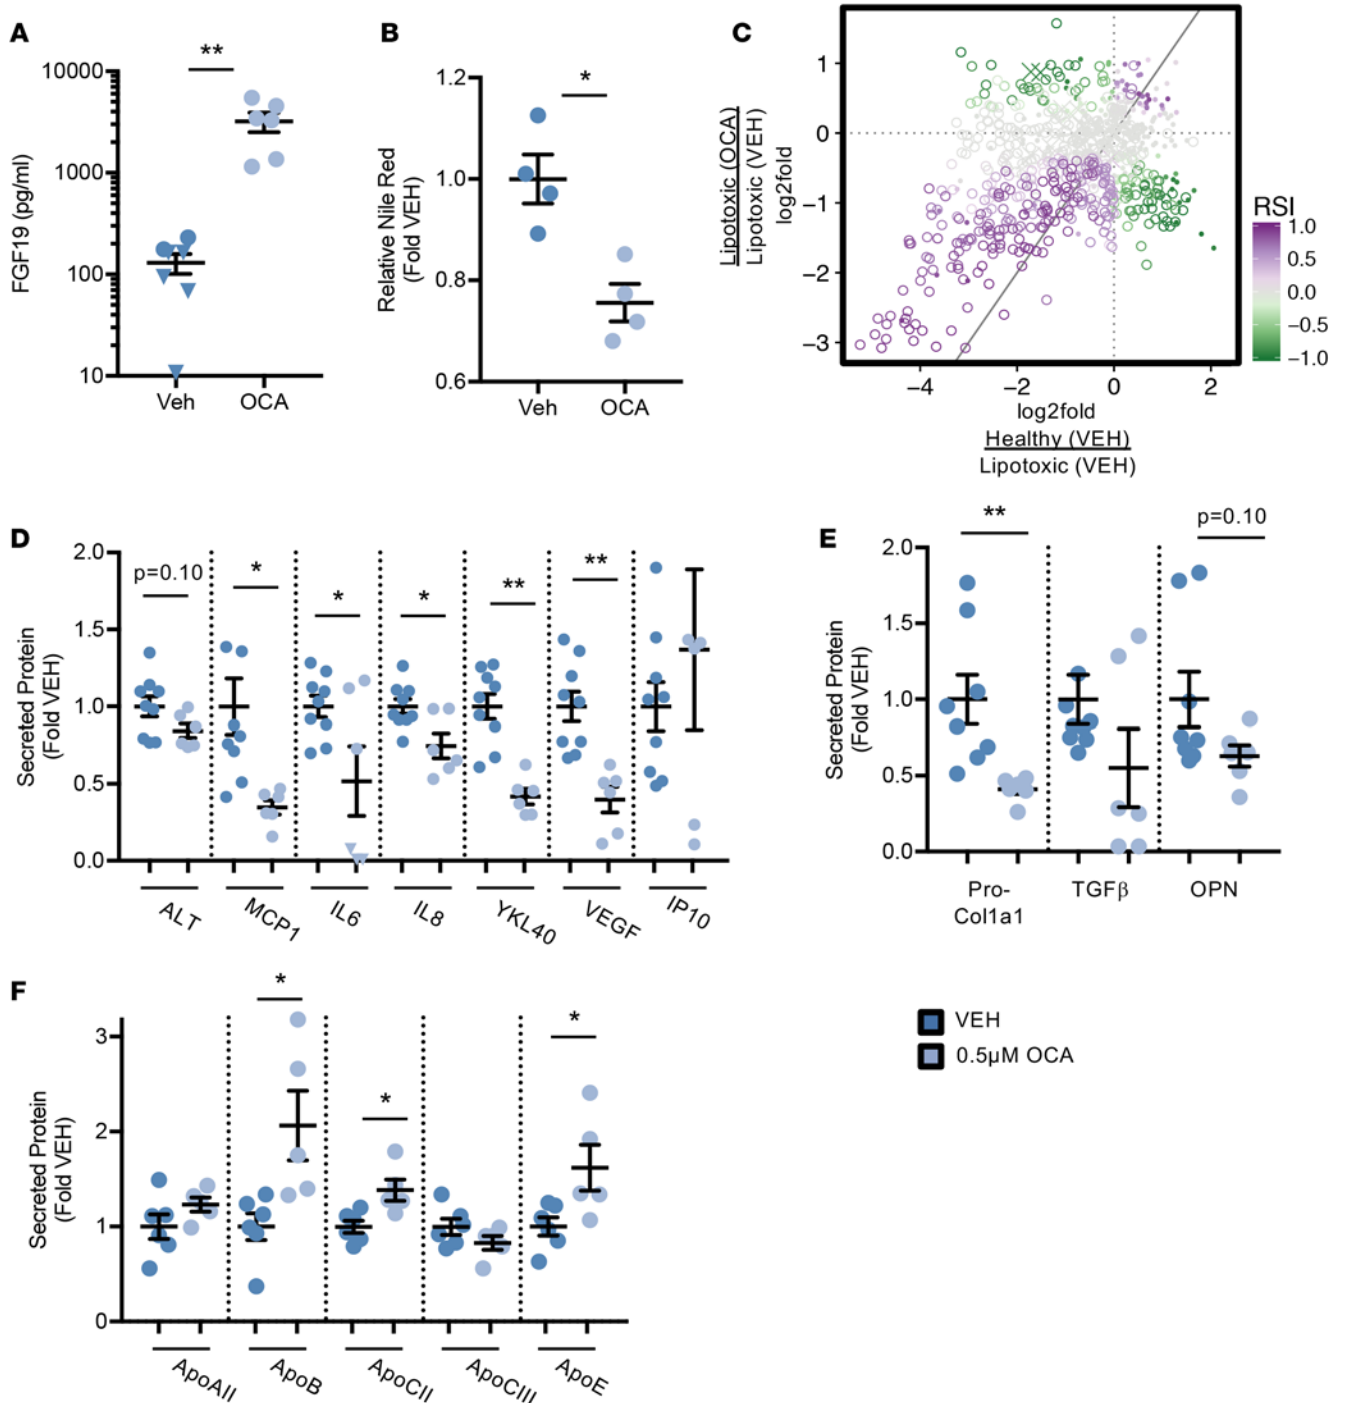 A
**
10000
1000
100
10
FGF19 (pg/ml)
Veh
OCA
B
*
1.2
1.0
0.8
0.6
Relative Nile Red
(Fold VEH)
Veh
OCA
C
1
0
−1
−2
−3
Lipotoxic (OCA)
Lipotoxic (VEH)
log2fold
−4
−2
0
2
log2fold
Healthy (VEH)
Lipotoxic (VEH)
RSI
1.0
0.5
0.0
−0.5
−1.0
D
2.0
1.5
1.0
0.5
0.0
Secreted Protein
(Fold VEH)
p=0.10
*
*
*
**
**
ALT
MCP1
IL6
IL8
YKL40
VEGF
IP10
E
2.0
1.5
1.0
0.5
0.0
Secreted Protein
(Fold VEH)
**
p=0.10
Pro-
Col1a1
TGFβ
OPN
F
3
2
1
0
Secreted Protein
(Fold VEH)
*
*
*
ApoAII
ApoB
ApoCII
ApoCIII
ApoE
VEH
0.5µM OCA